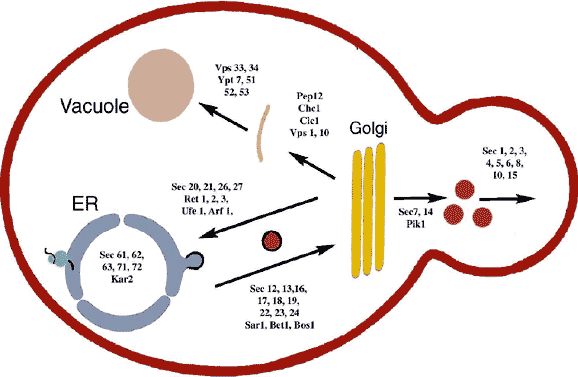 Vps 33, 34
Ypt 7, 51
52, 53
Vacuole
Pep12
Chc1
Clc1
Vps 1, 10
Golgi
Sec 1, 2, 3,
4, 5, 6, 8,
10, 15
Sec 20, 21, 26, 27
Ret 1, 2, 3,
Ufe 1, Arf 1,
Sec7, 14
Pik1
ER
Sec 61, 62,
63, 71, 72
Kar2
Sec 12, 13,16,
17, 18, 19,
22, 23, 24
Sar1, Bet1, Bos1